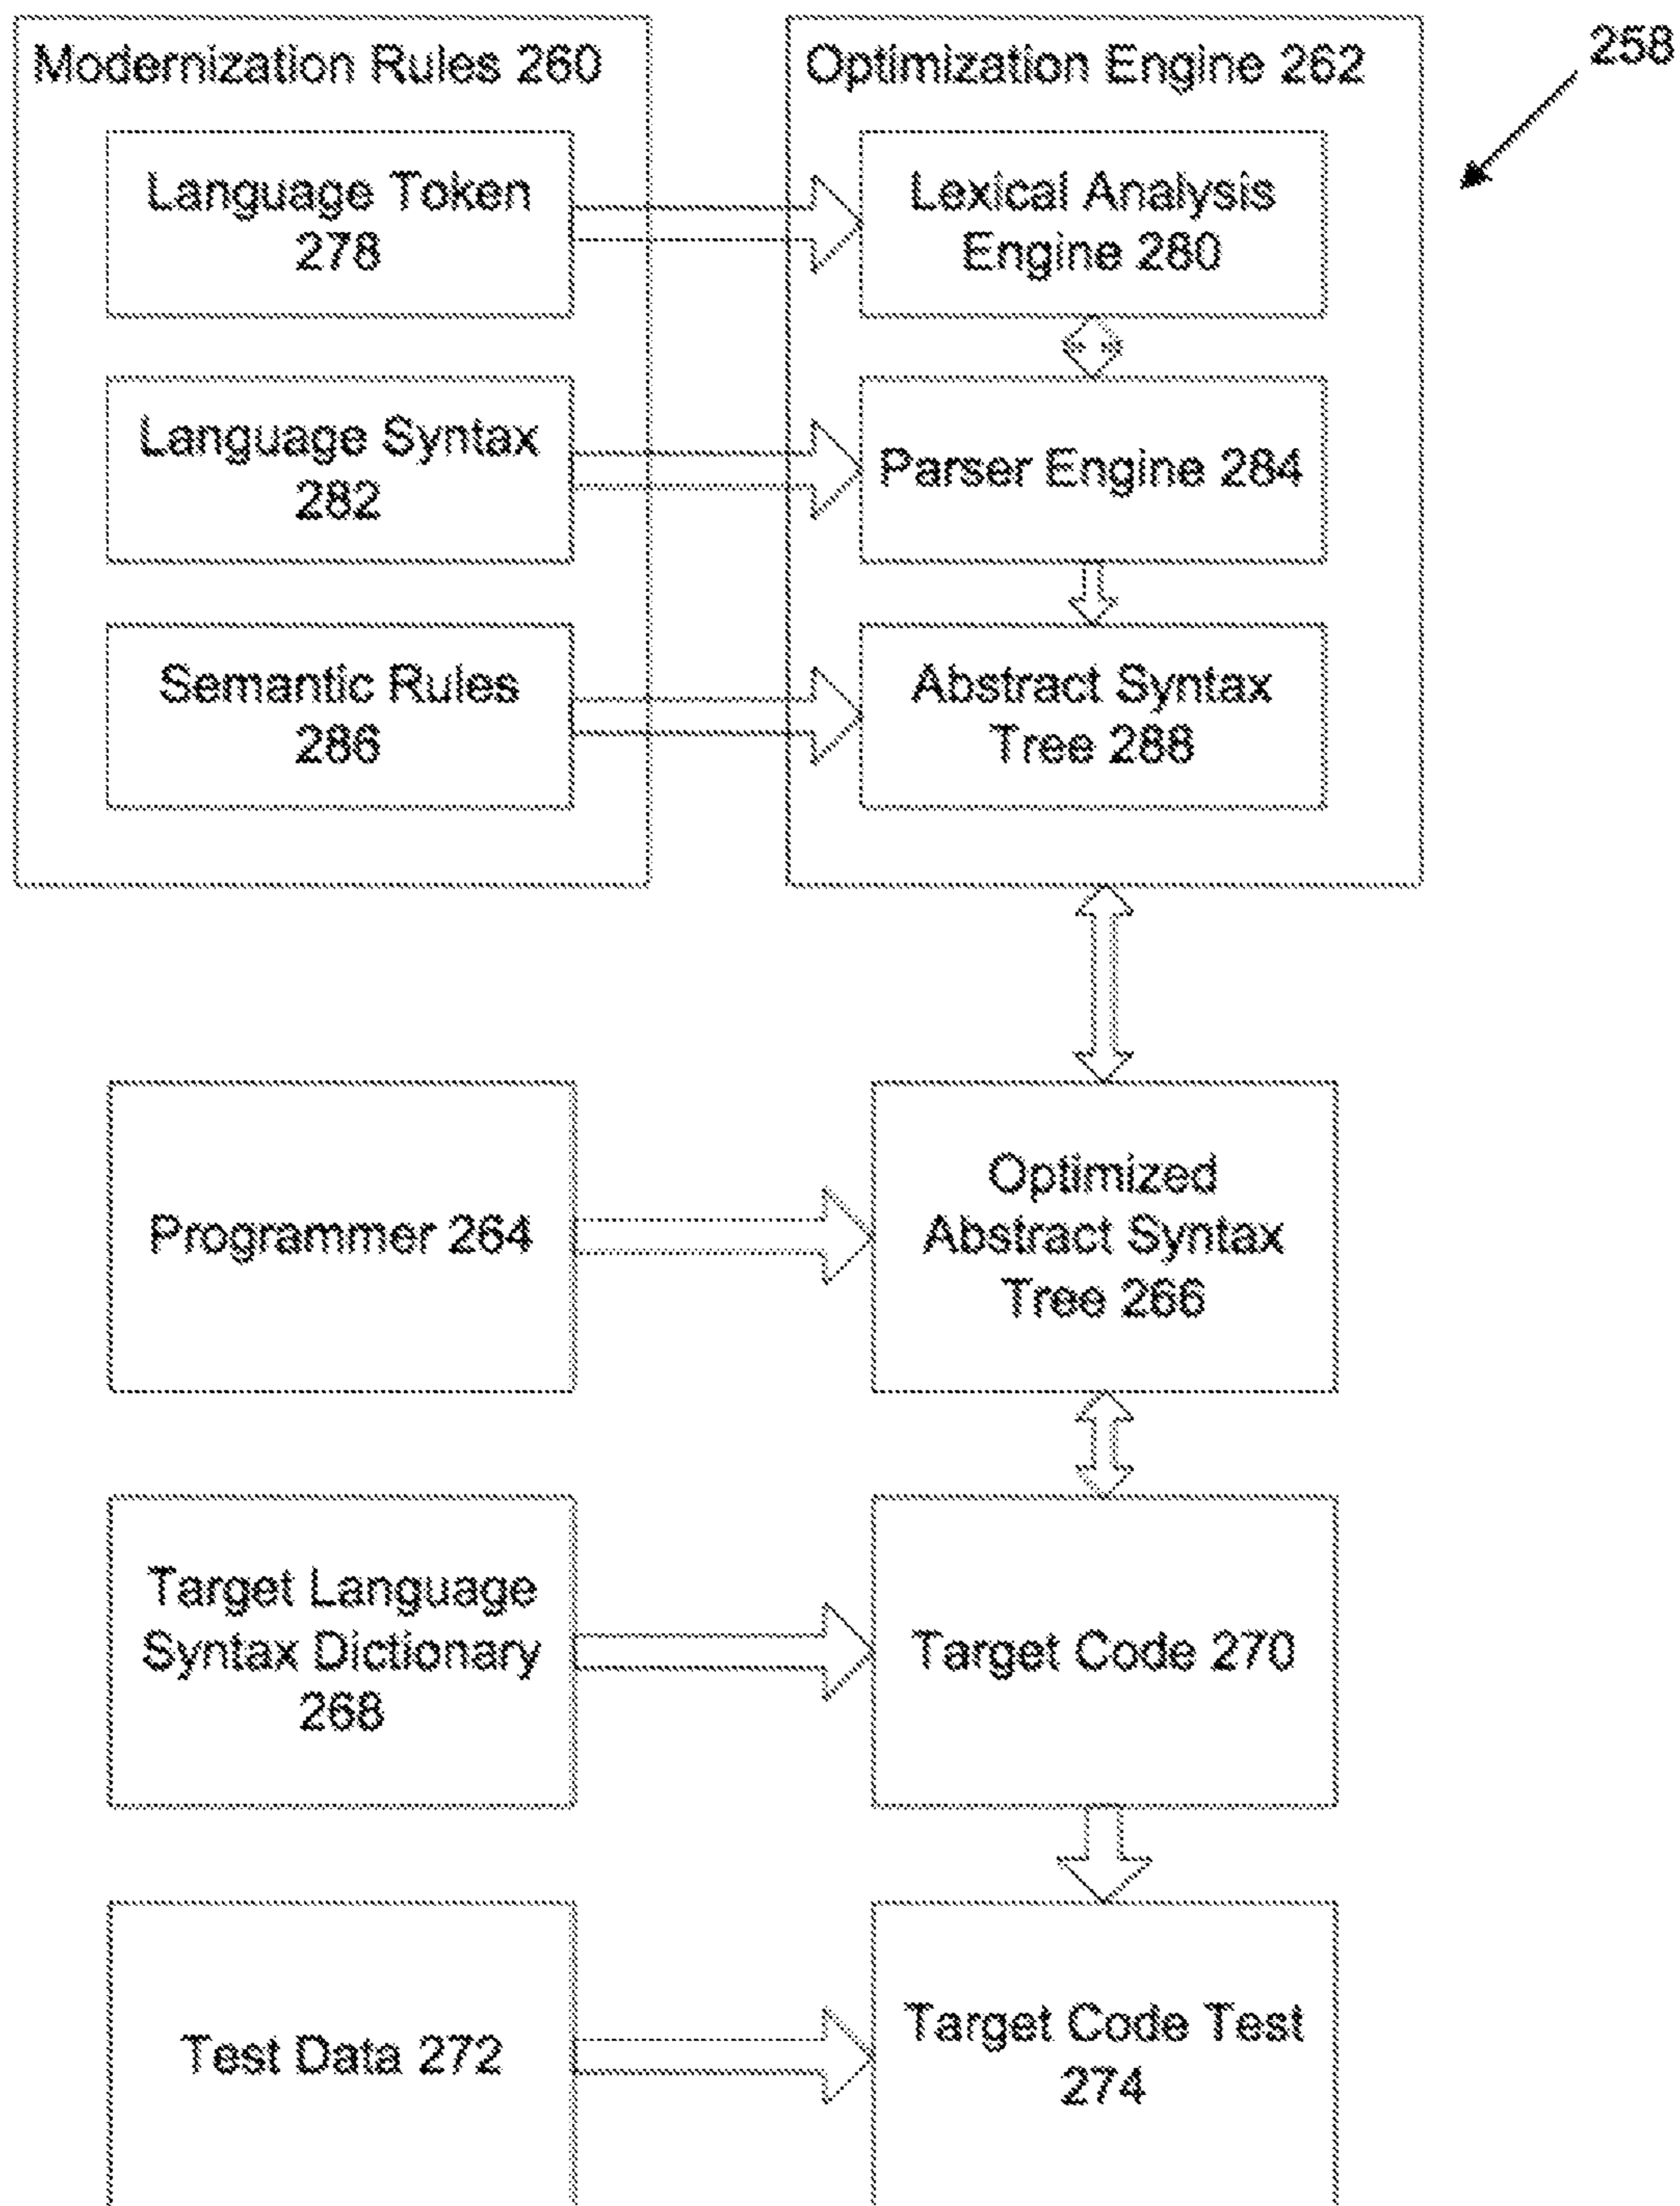 Modernization Rules 260
Optimization Engine 262
258
Language Token
278
Lexical Analysis
Engine 280
Language Syntax
282
Parser Engine 284
Semantic Rules
286
Abstract Syntax
Tree 288
Programmer 264
Optimized
Abstract Syntax
Tree 266
Target Language
Syntax Dictionary
268
Target Code 270
Test Data 272
Target Code Test
274